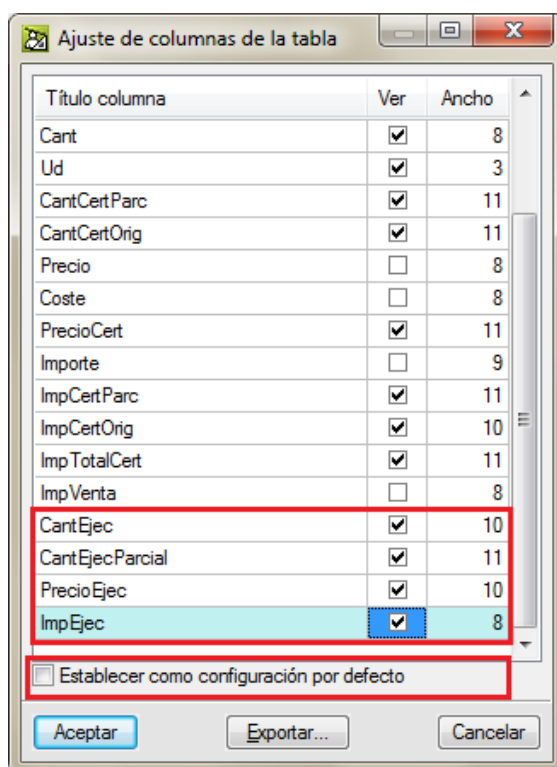 Ajuste de columnas de la tabla
Título columna Ver Ancho
Cant 8
Ud 3
CantCertParc 11
CantCertOrig 11
Precio 8
Coste 8
PrecioCert 11
Importe 9
ImpCertParc 11
ImpCertOrig 10
ImpTotalCert 11
ImpVenta 8
CantEjec 10
CantEjecParcial 11
PrecioEjec 10
ImpEjec 8
Establecer como configuración por defecto
Aceptar Exportar... Cancelar